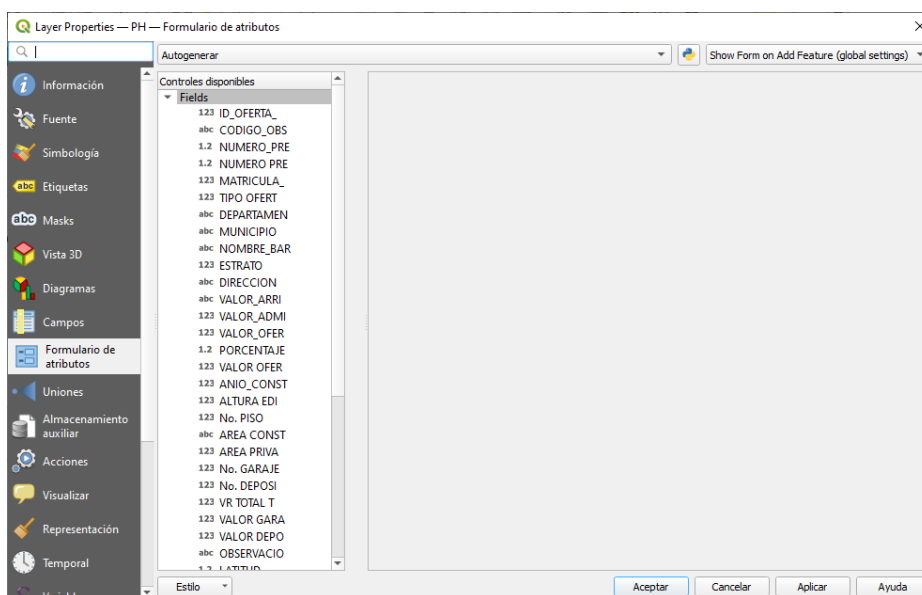 Layer Properties — PH — Formulario de atributos
Autogenerar
Show Form on Add Feature (global settings)
Información
Fuente
Simbología
abc Etiquetas
abc Masks
Vista 3D
Diagramas
Campos
Formulario de
atributos
Uniones
Almacenamiento
auxiliar
Acciones
Visualizar
Representación
Temporal
Controles disponibles
Fields
123 ID_OFERTA_
abc CODIGO_OBS
1.2 NUMERO_PRE
1.2 NUMERO PRE
123 MATRICULA_
123 TIPO OFERT
abc DEPARTAMEN
abc MUNICIPIO
abc NOMBRE_BAR
123 ESTRATO
abc DIRECCION
abc VALOR_ARRI
123 VALOR_ADMI
123 VALOR_OFER
1.2 PORCENTAJE
123 VALOR OFER
123 ANIO_CONST
123 ALTURA EDI
123 No. PISO
abc AREA CONST
123 AREA PRIVA
123 No. GARAJE
123 No. DEPOSI
123 VR TOTAL T
123 VALOR GARA
123 VALOR DEPO
abc OBSERVACIO
1.2 LATITUD
Estilo
Aceptar
Cancelar
Aplicar
Ayuda